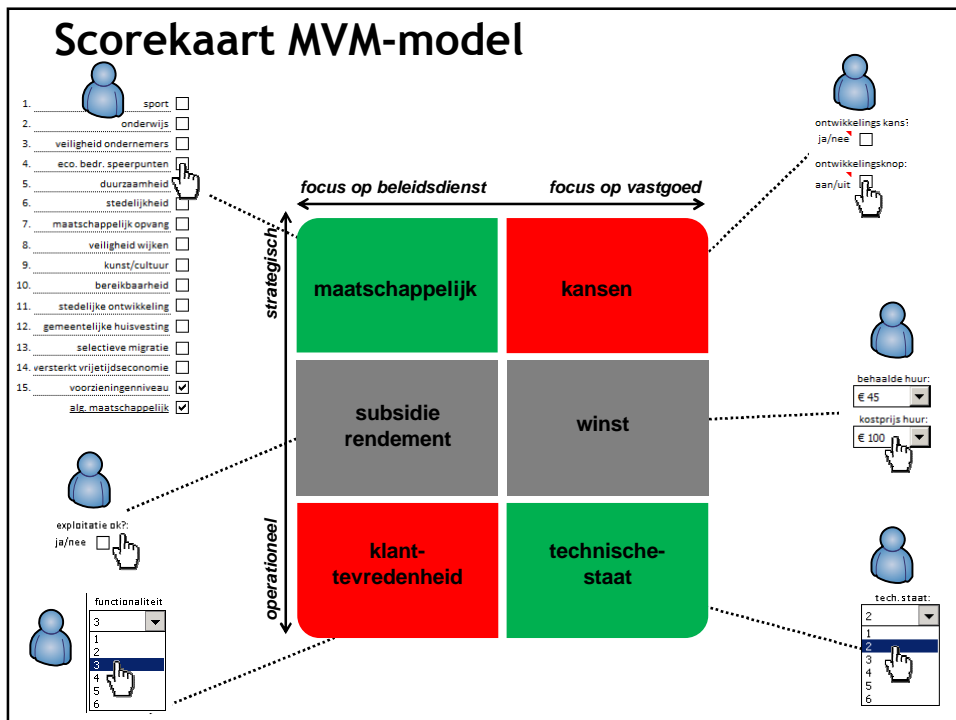 Scorekaart MVM-model
1. sport
2. onderwijs
3. veiligheid ondernemers
4. eco. bedr. speerpunten
5. duurzaamheid
6. stedelijkheid
7. maatschappelijk opvang
8. veiligheid wijken
9. kunst/cultuur
10. bereikbaarheid
11. stedelijke ontwikkeling
12. gemeentelijke huisvesting
13. selectieve migratie
14. versterkt vrijetijdseconomie
15. voorzieningenniveau
alg. maatschappelijk
ontwikkelings kans?
ja/nee
ontwikkelingsknop:
aan/uit
focus op beleidsdienst
focus op vastgoed
strategisch
operationeel
maatschappelijk
kansen
subsidie
rendement
winst
klant-
tevredenheid
technische-
staat
behaalde huur:
€ 45
kostprijs huur:
€ 100
exploitatie ok?:
ja/nee
functionaliteit
3
1
2
3
4
5
6
tech. staat:
2
1
2
3
4
5
6